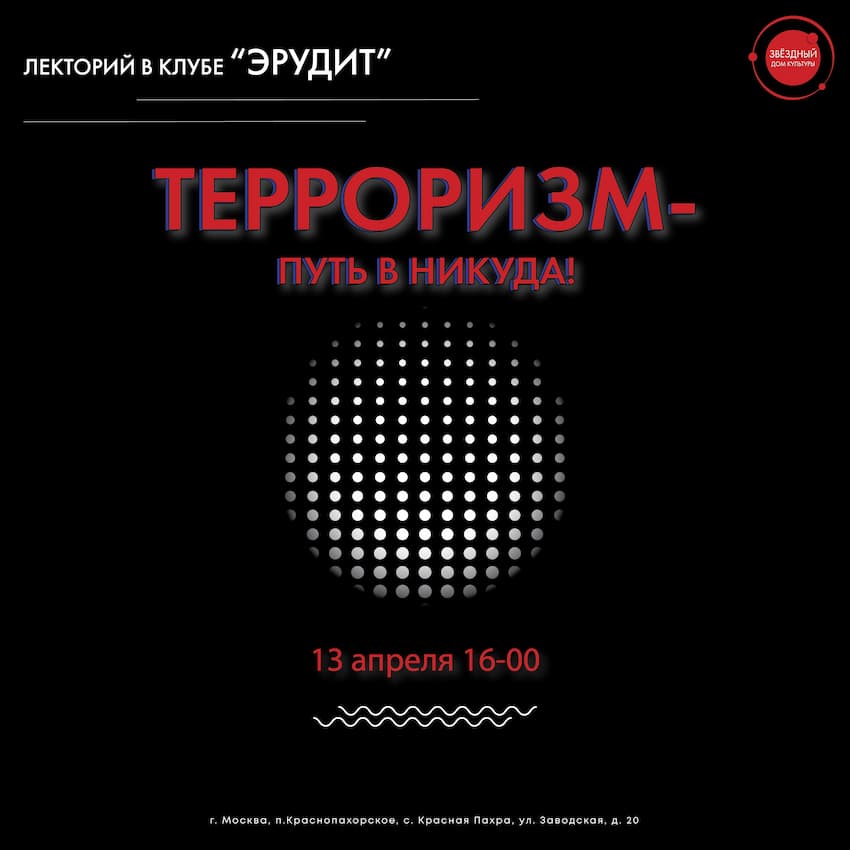 ЛЕКТОРИЙ В КЛУБЕ “ЭРУДИТ”
ЗВЁЗДНЫЙ
ДОМ КУЛЬТУРЫ
ТЕРРОРИЗМ-
ПУТЬ В НИКУДА!
13 апреля 16-00
г. Москва, п.Краснопахорское, с. Красная Пахра, ул. Заводская, д. 20